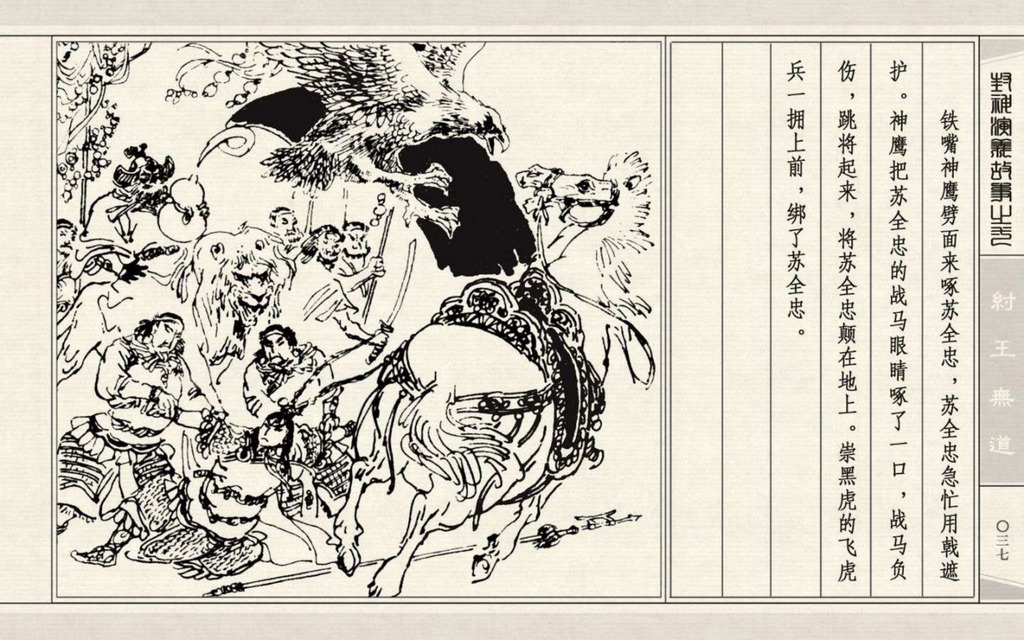 铁嘴神鹰劈面来啄苏全忠，苏全忠急忙用戟遮
护。神鹰把苏全忠的战马眼睛啄了一口，战马负
伤，跳将起来，将苏全忠颠在地上。崇黑虎的飞虎
兵一拥上前，绑了苏全忠。
封神演義故事之一
紂王無道
〇三七